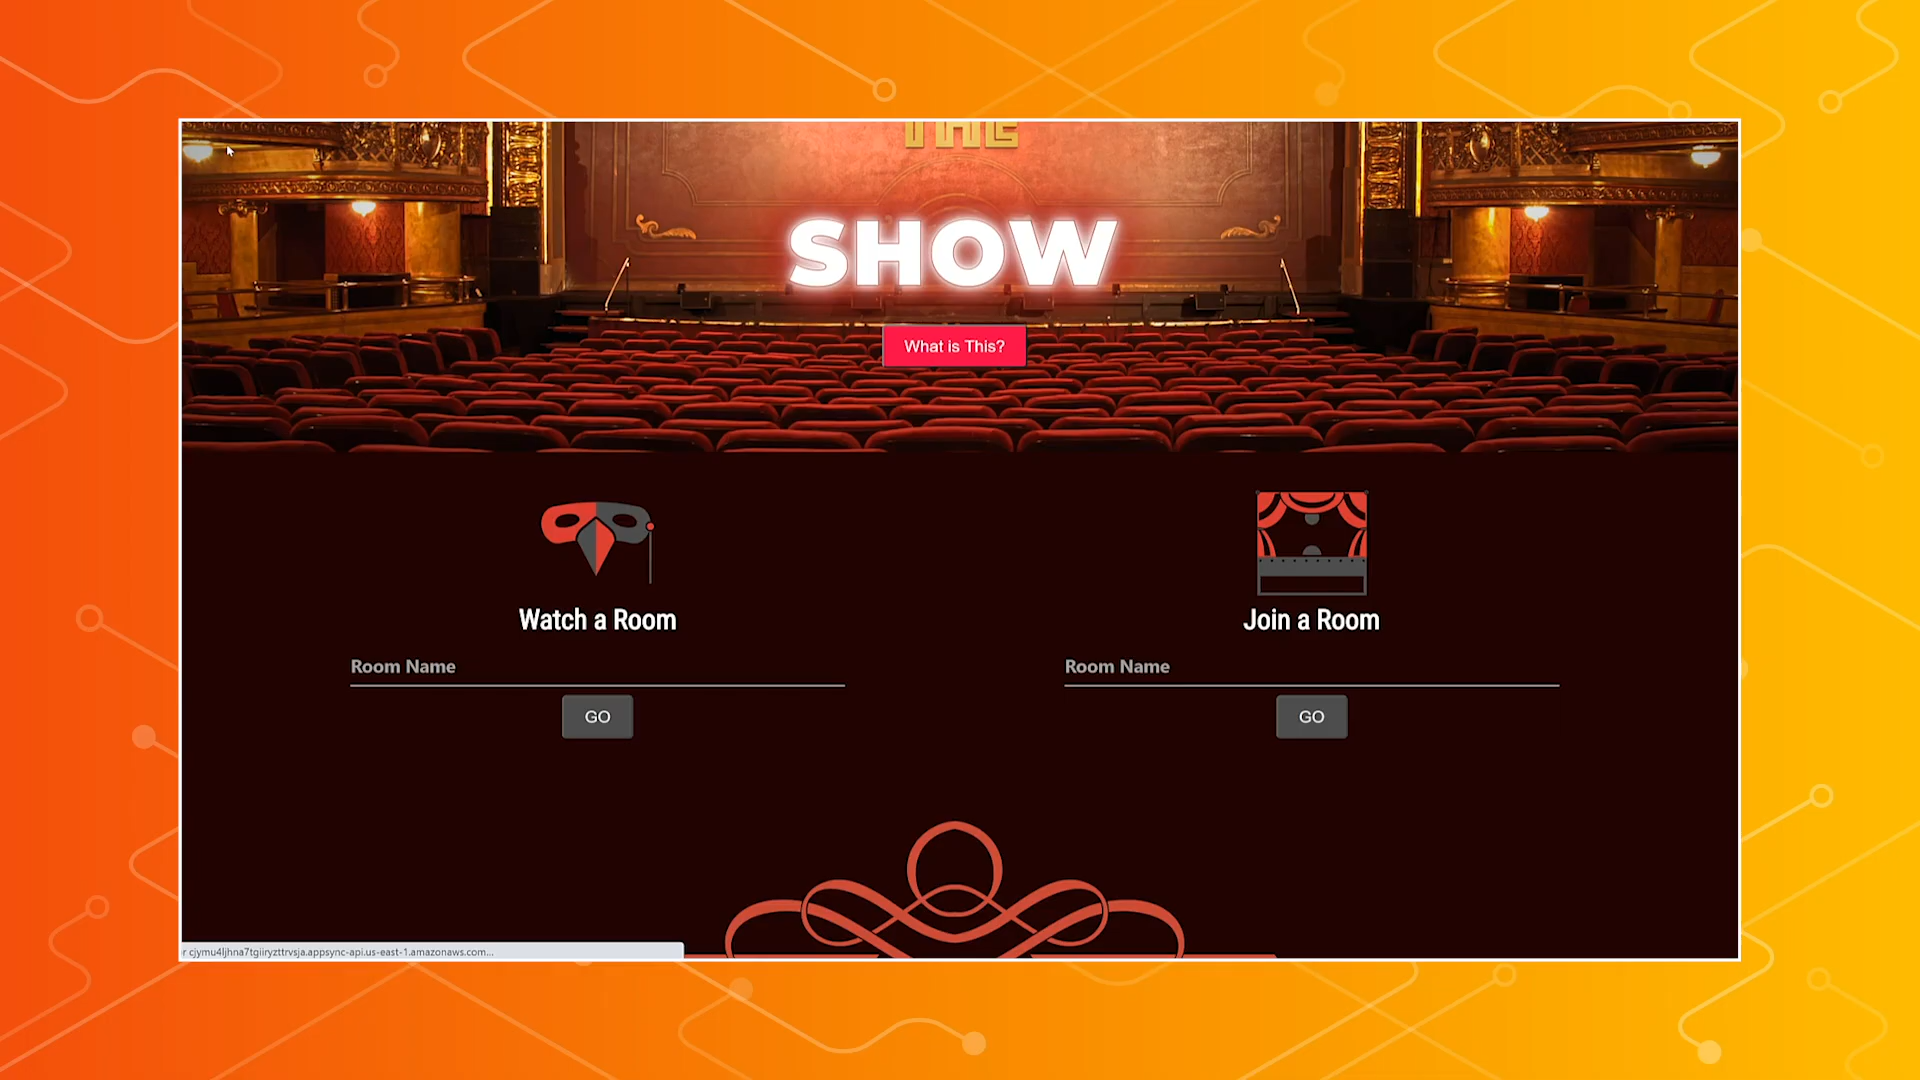 THE
SHOW
What is This?
Watch a Room
Join a Room
Room Name
Room Name
GO
GO
cjymu4ljhna7tgiiryzttrvsja.appsync-api.us-east-1.amazonaws.com...